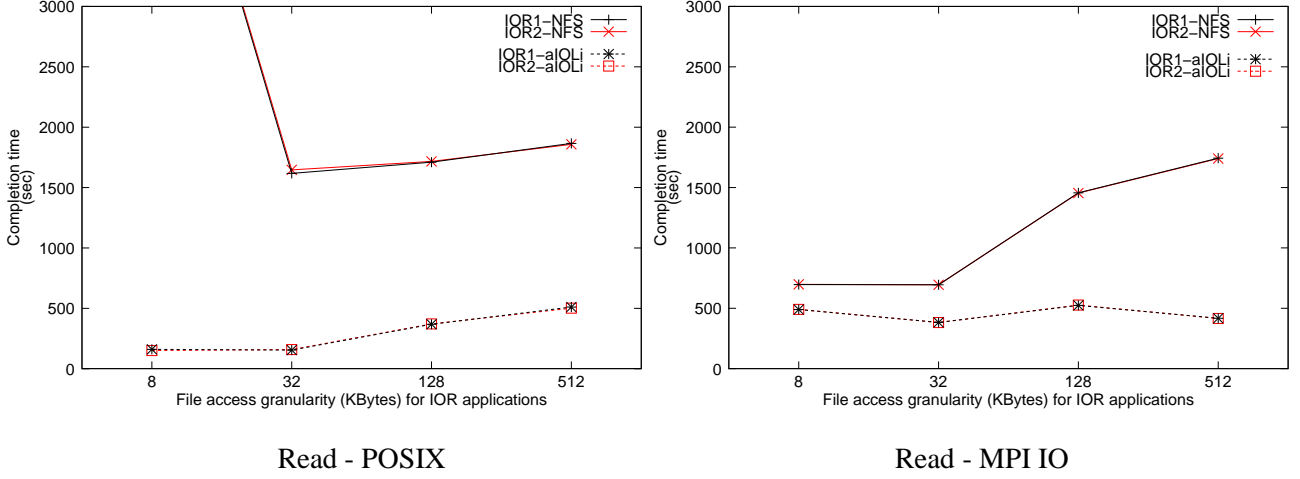 3000
2500
2000
1500
1000
500
0
Completion time
(sec)
8
32
128
512
File access granularity (KBytes) for IOR applications
IOR1−NFS
IOR2−NFS
IOR1−aIOLi
IOR2−aIOLi
Read - POSIX
3000
2500
2000
1500
1000
500
0
Completion time
(sec)
8
32
128
512
File access granularity (KBytes) for IOR applications
IOR1−NFS
IOR2−NFS
IOR1−aIOLi
IOR2−aIOLi
Read - MPI IO